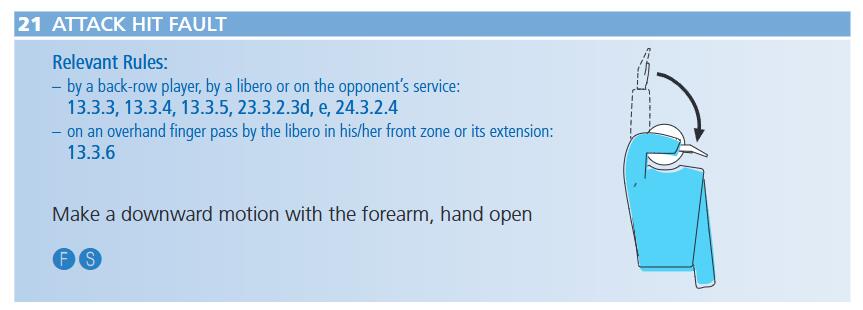 21 ATTACK HIT FAULT
Relevant Rules:
– by a back-row player, by a libero or on the opponent's service:
13.3.3, 13.3.4, 13.3.5, 23.3.2.3d, e, 24.3.2.4
– on an overhand finger pass by the libero in his/her front zone or its extension:
13.3.6
Make a downward motion with the forearm, hand open
F S